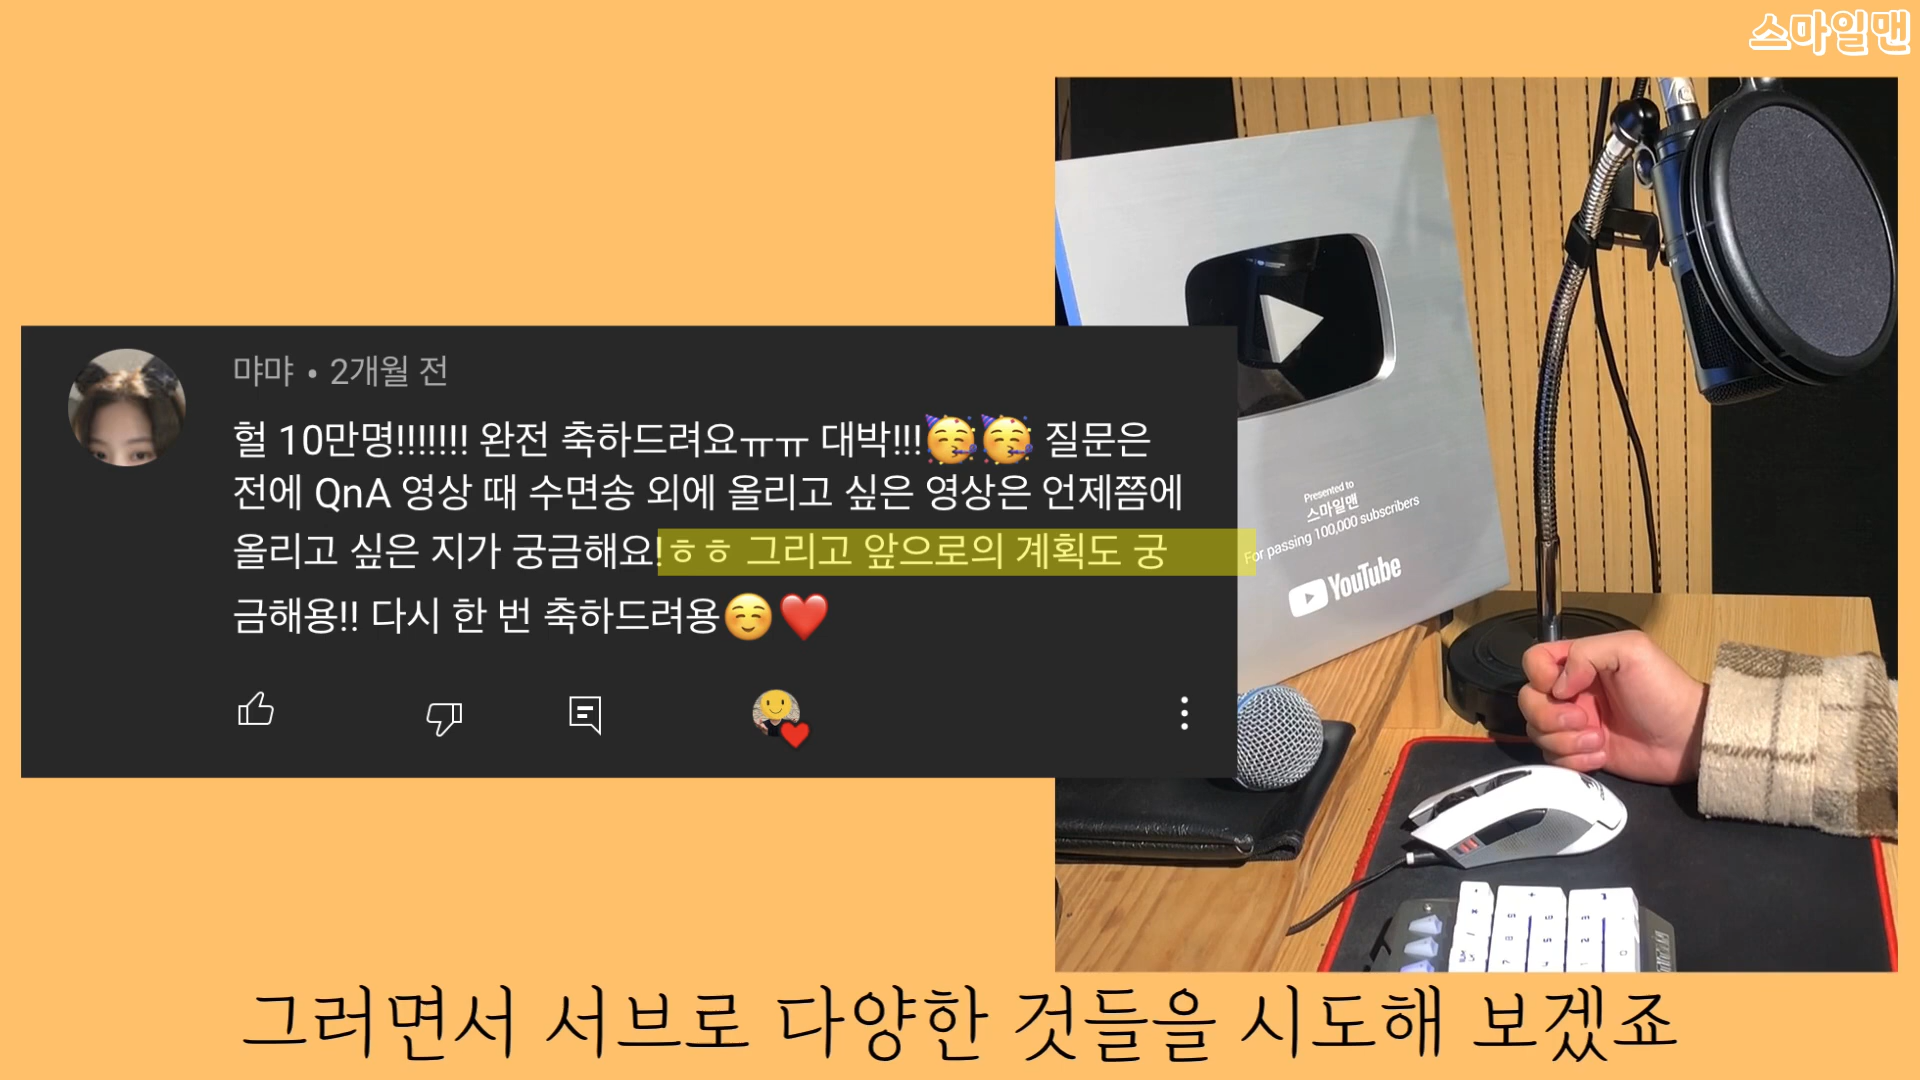 스마일맨
먀먀 • 2개월 전
헐 10만명!!!!!!! 완전 축하드려요ㅠㅠ 대박!!!🥳🥳 질문은
전에 QnA 영상 때 수면송 외에 올리고 싶은 영상은 언제쯤에
올리고 싶은 지가 궁금해요!ㅎㅎ 그리고 앞으로의 계획도 궁
금해용!! 다시 한 번 축하드려용☺️❤️
Presented to
스마일맨
For passing 100,000 subscribers
YouTube
그러면서 서브로 다양한 것들을 시도해 보겠죠